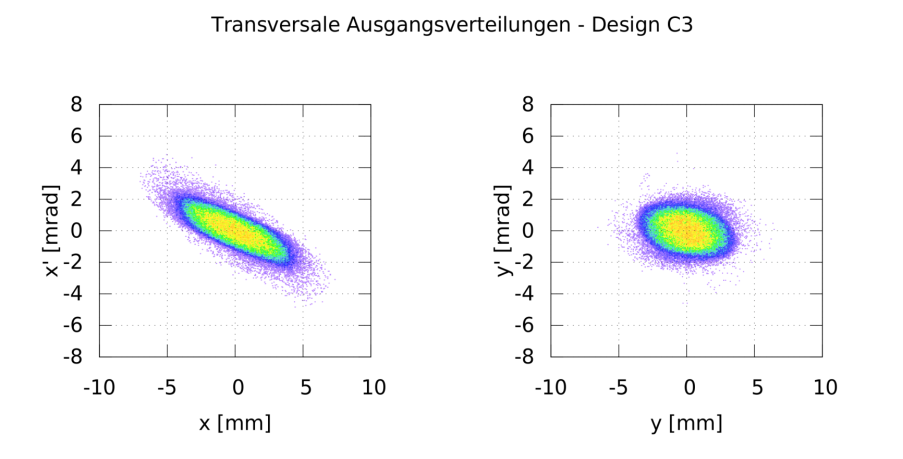 Transversale Ausgangsverteilungen - Design C3
8
6
4
2
0
-2
-4
-6
-8
x' [mrad]
-10 -5 0 5 10
x [mm]
8
6
4
2
0
-2
-4
-6
-8
y' [mrad]
-10 -5 0 5 10
y [mm]